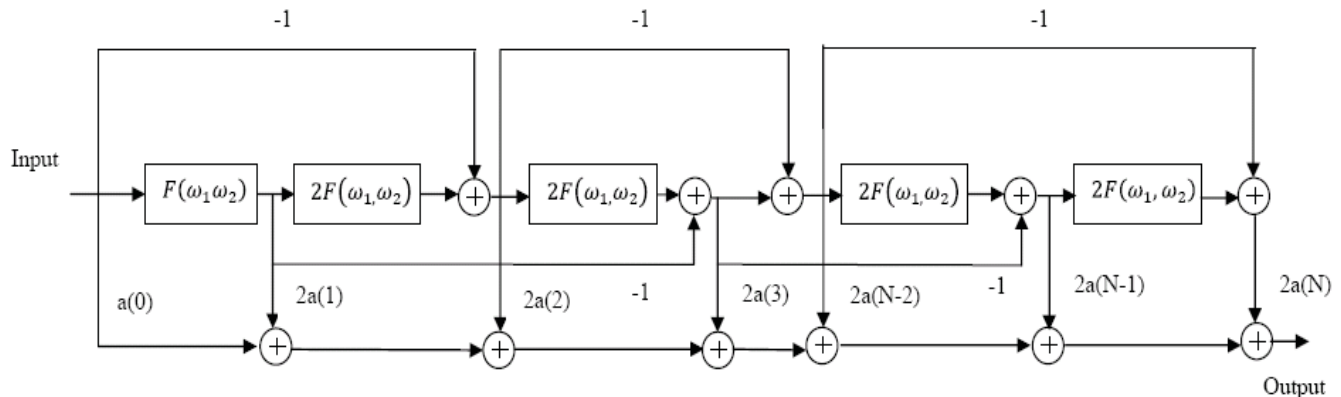 -1 -1 -1
Input
F(ω₁ω₂) 2F(ω₁,ω₂) + 2F(ω₁,ω₂) + + 2F(ω₁,ω₂) + 2F(ω₁,ω₂) +
a(0) 2a(1) 2a(2) -1 2a(3) 2a(N-2) -1 2a(N-1) 2a(N)
+ + + + + +
Output